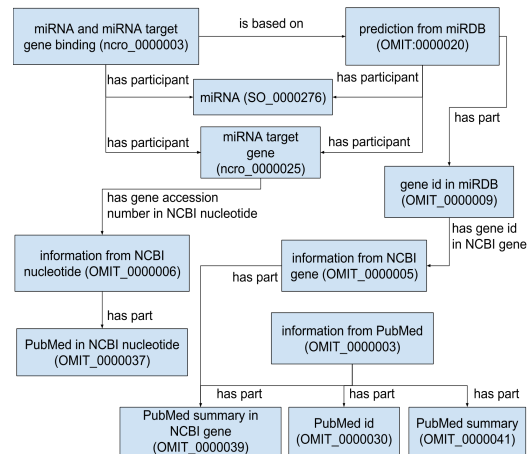 miRNA and miRNA target
gene binding (ncro_0000003)
is based on
prediction from miRDB
(OMIT:0000020)
has participant
has participant
miRNA (SO_0000276)
has part
has participant
miRNA target
gene
(ncro_0000025)
has participant
gene id in miRDB
(OMIT_0000009)
has gene accession
number in NCBI nucleotide
has gene id
in NCBI gene
information from NCBI
nucleotide (OMIT_0000006)
information from NCBI
gene (OMIT_0000005)
has part
has part
PubMed in NCBI nucleotide
(OMIT_0000037)
information from PubMed
(OMIT_0000003)
has part
has part
has part
PubMed summary in
NCBI gene
(OMIT_0000039)
PubMed id
(OMIT_0000030)
PubMed summary
(OMIT_0000041)